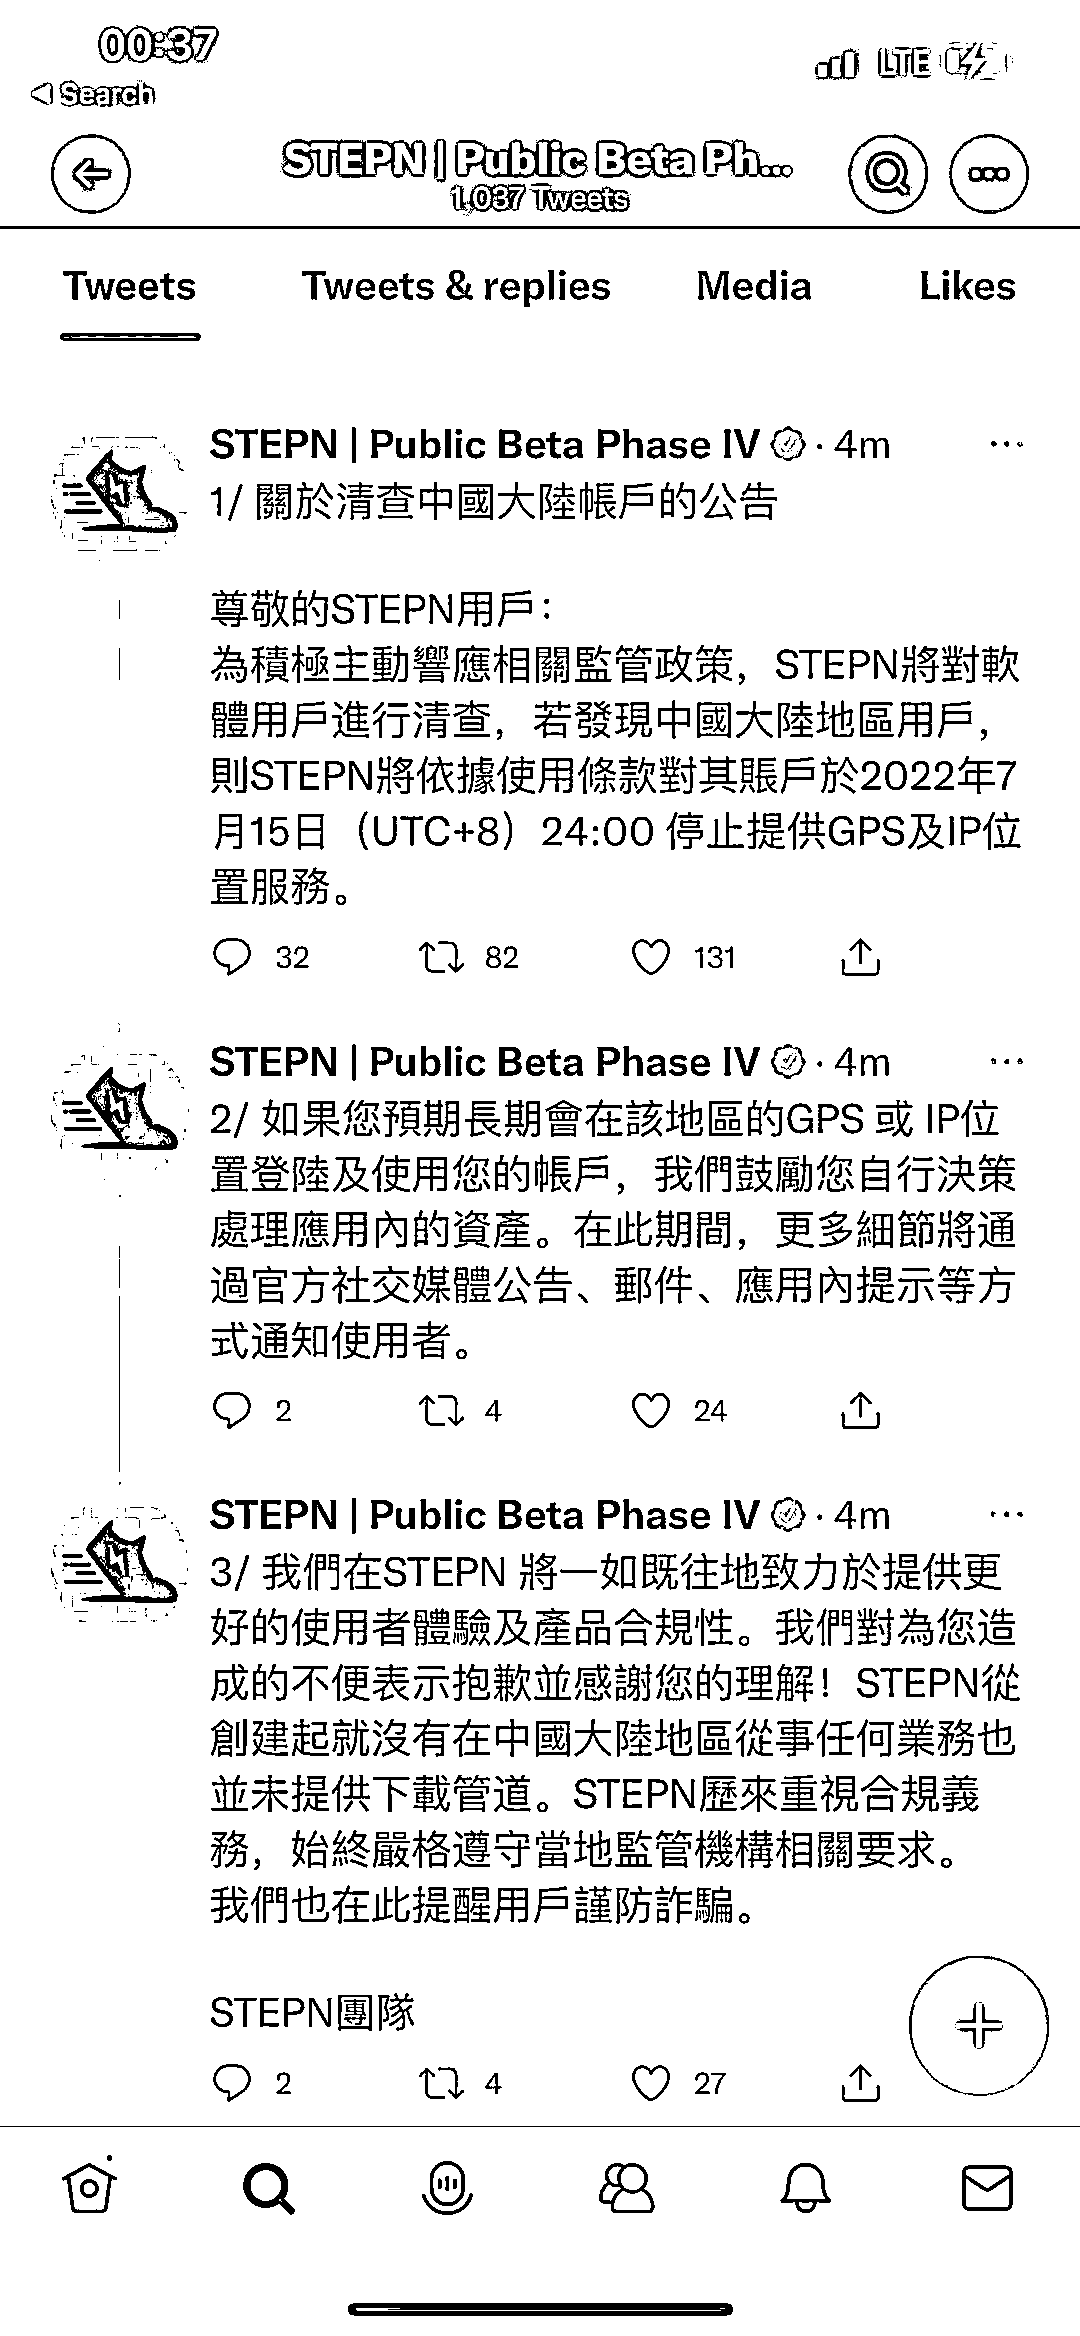 00:37
LTE
Search
STEPN | Public Beta Ph...
1,037 Tweets
Tweets
Tweets & replies
Media
Likes
STEPN | Public Beta Phase IV · 4m
1/ 關於清查中國大陸帳戶的公告
尊敬的STEPN用戶：
為積極主動響應相關監管政策，STEPN將對軟
體用戶進行清查，若發現中國大陸地區用戶，
則STEPN將依據使用條款對其賬戶於2022年7
月15日（UTC+8）24:00 停止提供GPS及IP位
置服務。
32 82 131
STEPN | Public Beta Phase IV · 4m
2/ 如果您預期長期會在該地區的GPS 或 IP位
置登陸及使用您的帳戶，我們鼓勵您自行決策
處理應用內的資產。在此期間，更多細節將通
過官方社交媒體公告、郵件、應用內提示等方
式通知使用者。
2 4 24
STEPN | Public Beta Phase IV · 4m
3/ 我們在STEPN 將一如既往地致力於提供更
好的使用者體驗及產品合規性。我們對為您造
成的不便表示抱歉並感謝您的理解！STEPN從
創建起就沒有在中國大陸地區從事任何業務也
並未提供下載管道。STEPN歷來重視合規義
務，始終嚴格遵守當地監管機構相關要求。
我們也在此提醒用戶謹防詐騙。
STEPN團隊
2 4 27